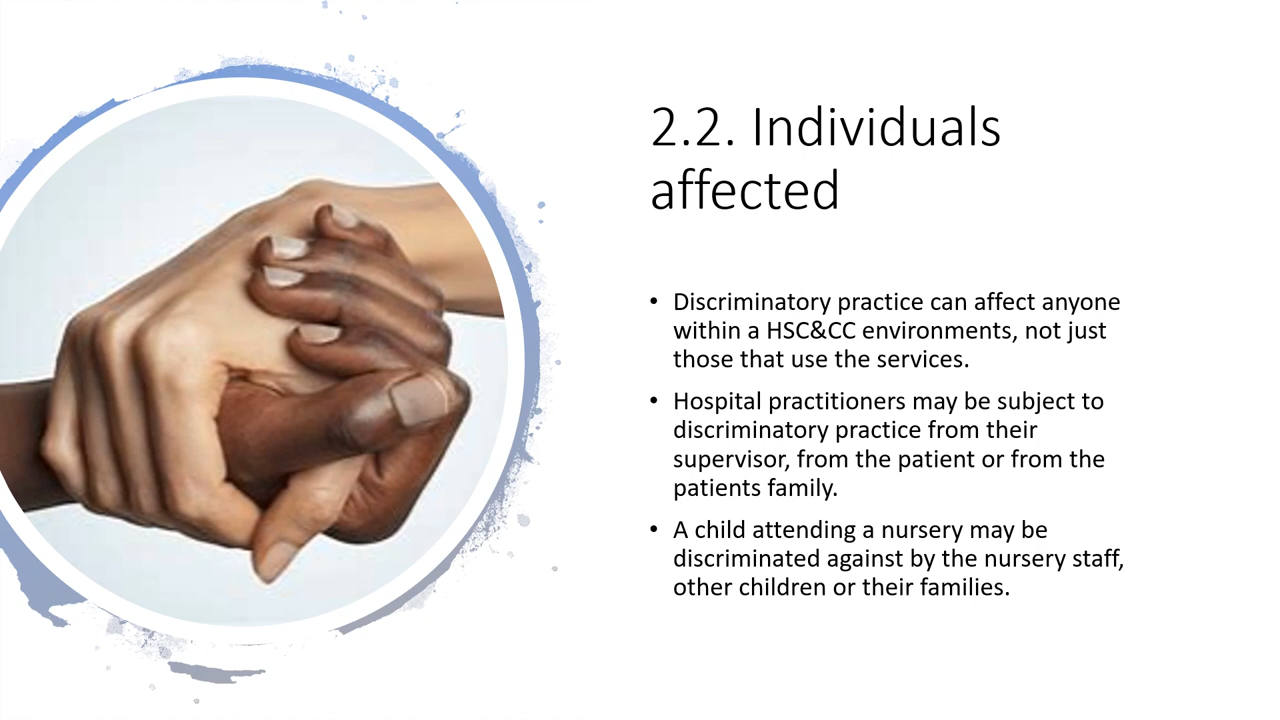 2.2. Individuals
affected
• Discriminatory practice can affect anyone
within a HSC&CC environments, not just
those that use the services.
• Hospital practitioners may be subject to
discriminatory practice from their
supervisor, from the patient or from the
patients family.
• A child attending a nursery may be
discriminated against by the nursery staff,
other children or their families.